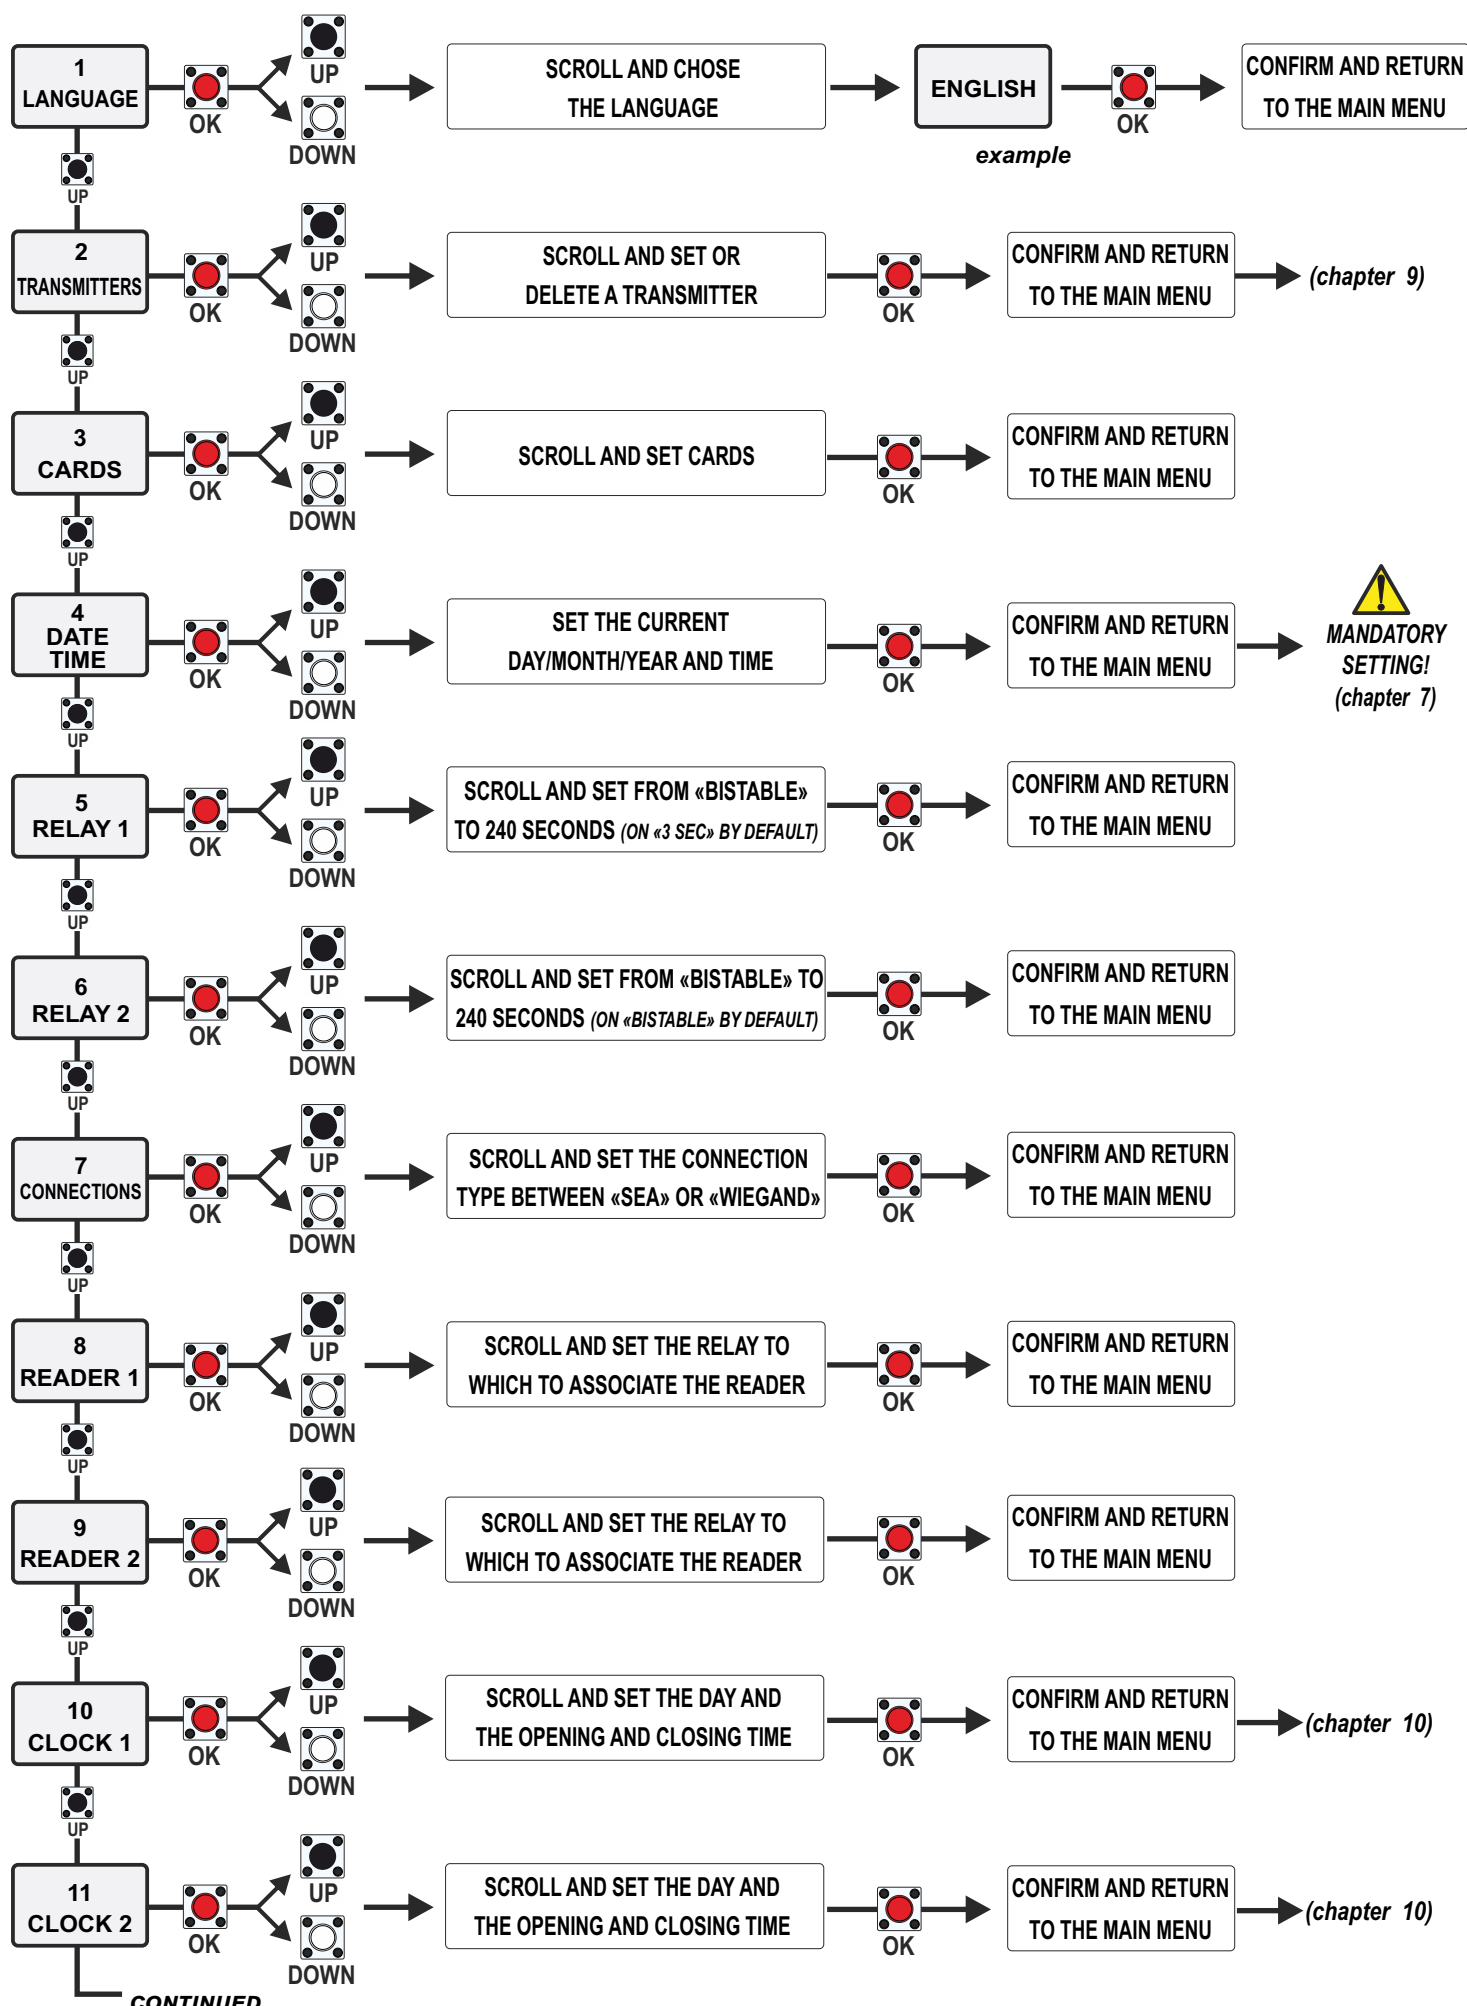 1
LANGUAGE
OK
UP
DOWN
SCROLL AND CHOSE
THE LANGUAGE
ENGLISH
example
OK
CONFIRM AND RETURN
TO THE MAIN MENU
UP
2
TRANSMITTERS
OK
UP
DOWN
SCROLL AND SET OR
DELETE A TRANSMITTER
OK
CONFIRM AND RETURN
TO THE MAIN MENU
(chapter 9)
UP
3
CARDS
OK
UP
DOWN
SCROLL AND SET CARDS
OK
CONFIRM AND RETURN
TO THE MAIN MENU
UP
4
DATE
TIME
OK
UP
DOWN
SET THE CURRENT
DAY/MONTH/YEAR AND TIME
OK
CONFIRM AND RETURN
TO THE MAIN MENU
MANDATORY
SETTING!
(chapter 7)
UP
5
RELAY 1
OK
UP
DOWN
SCROLL AND SET FROM «BISTABLE»
TO 240 SECONDS (ON «3 SEC» BY DEFAULT)
OK
CONFIRM AND RETURN
TO THE MAIN MENU
UP
6
RELAY 2
OK
UP
DOWN
SCROLL AND SET FROM «BISTABLE» TO
240 SECONDS (ON «BISTABLE» BY DEFAULT)
OK
CONFIRM AND RETURN
TO THE MAIN MENU
UP
7
CONNECTIONS
OK
UP
DOWN
SCROLL AND SET THE CONNECTION
TYPE BETWEEN «SEA» OR «WIEGAND»
OK
CONFIRM AND RETURN
TO THE MAIN MENU
UP
8
READER 1
OK
UP
DOWN
SCROLL AND SET THE RELAY TO
WHICH TO ASSOCIATE THE READER
OK
CONFIRM AND RETURN
TO THE MAIN MENU
UP
9
READER 2
OK
UP
DOWN
SCROLL AND SET THE RELAY TO
WHICH TO ASSOCIATE THE READER
OK
CONFIRM AND RETURN
TO THE MAIN MENU
UP
10
CLOCK 1
OK
UP
DOWN
SCROLL AND SET THE DAY AND
THE OPENING AND CLOSING TIME
OK
CONFIRM AND RETURN
TO THE MAIN MENU
(chapter 10)
UP
11
CLOCK 2
OK
UP
DOWN
SCROLL AND SET THE DAY AND
THE OPENING AND CLOSING TIME
OK
CONFIRM AND RETURN
TO THE MAIN MENU
(chapter 10)
CONTINUED